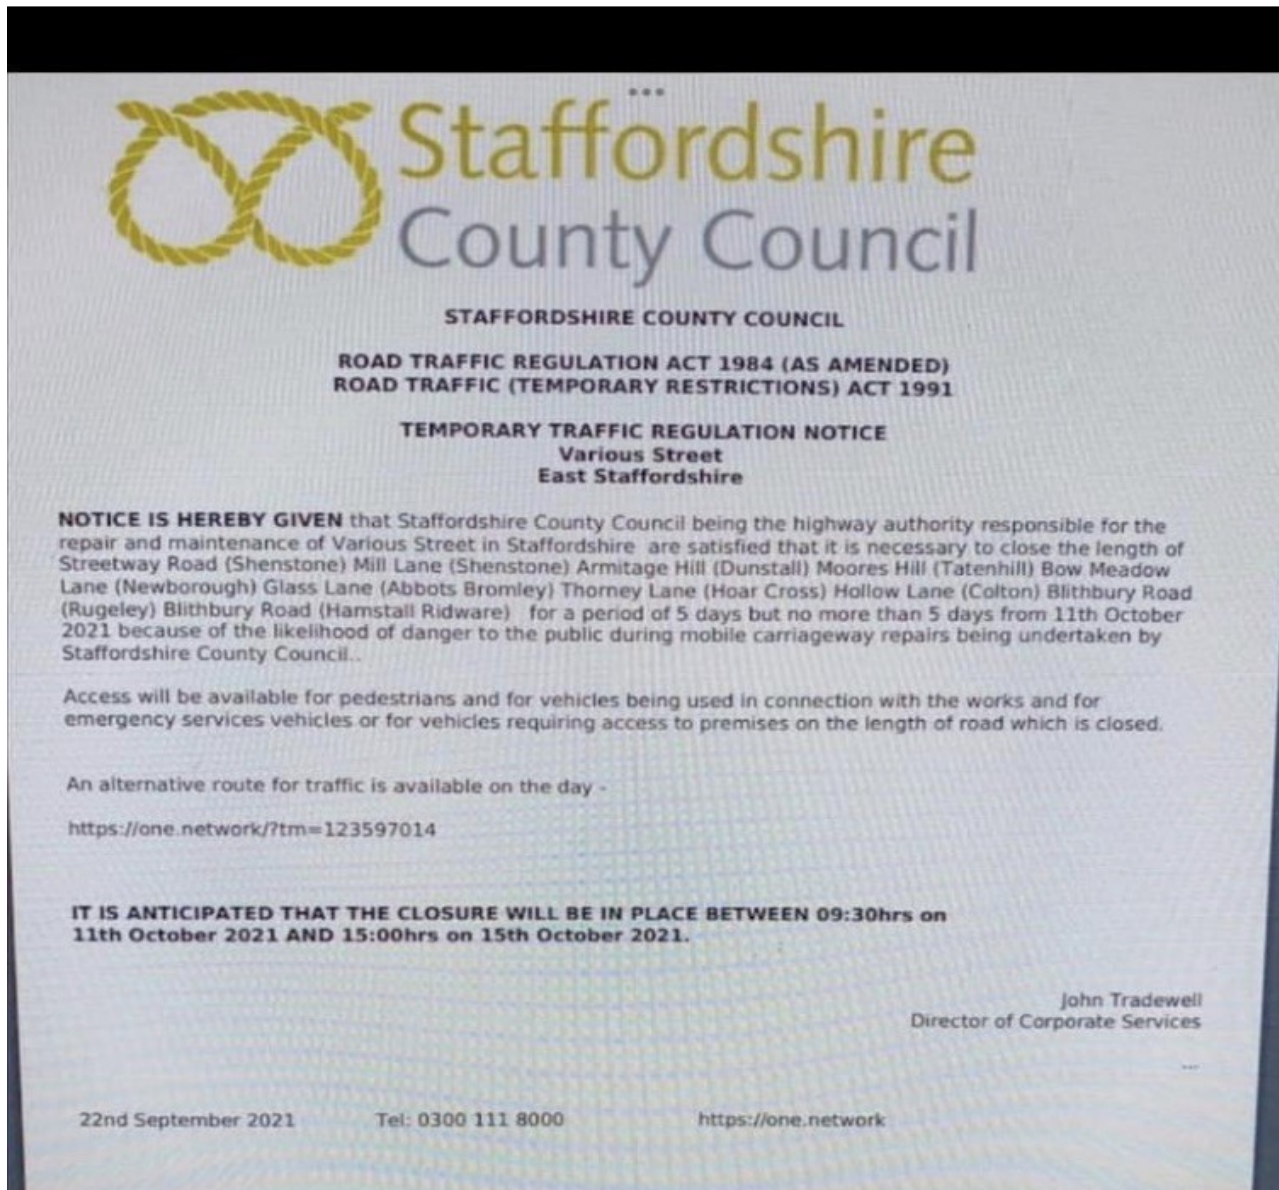 Staffordshire
County Council
STAFFORDSHIRE COUNTY COUNCIL
ROAD TRAFFIC REGULATION ACT 1984 (AS AMENDED)
ROAD TRAFFIC (TEMPORARY RESTRICTIONS) ACT 1991
TEMPORARY TRAFFIC REGULATION NOTICE
Various Street
East Staffordshire
NOTICE IS HEREBY GIVEN that Staffordshire County Council being the highway authority responsible for the
repair and maintenance of Various Street in Staffordshire are satisfied that it is necessary to close the length of
Streetway Road (Shenstone) Mill Lane (Shenstone) Armitage Hill (Dunstall) Moores Hill (Tatenhill) Bow Meadow
Lane (Newborough) Glass Lane (Abbots Bromley) Thorney Lane (Hoar Cross) Hollow Lane (Colton) Blithbury Road
(Rugeley) Blithbury Road (Hamstall Ridware) for a period of 5 days but no more than 5 days from 11th October
2021 because of the likelihood of danger to the public during mobile carriageway repairs being undertaken by
Staffordshire County Council..
Access will be available for pedestrians and for vehicles being used in connection with the works and for
emergency services vehicles or for vehicles requiring access to premises on the length of road which is closed.
An alternative route for traffic is available on the day -
https://one.network/?tm=123597014
IT IS ANTICIPATED THAT THE CLOSURE WILL BE IN PLACE BETWEEN 09:30hrs on
11th October 2021 AND 15:00hrs on 15th October 2021.
John Tradewell
Director of Corporate Services
...
22nd September 2021 Tel: 0300 111 8000 https://one.network